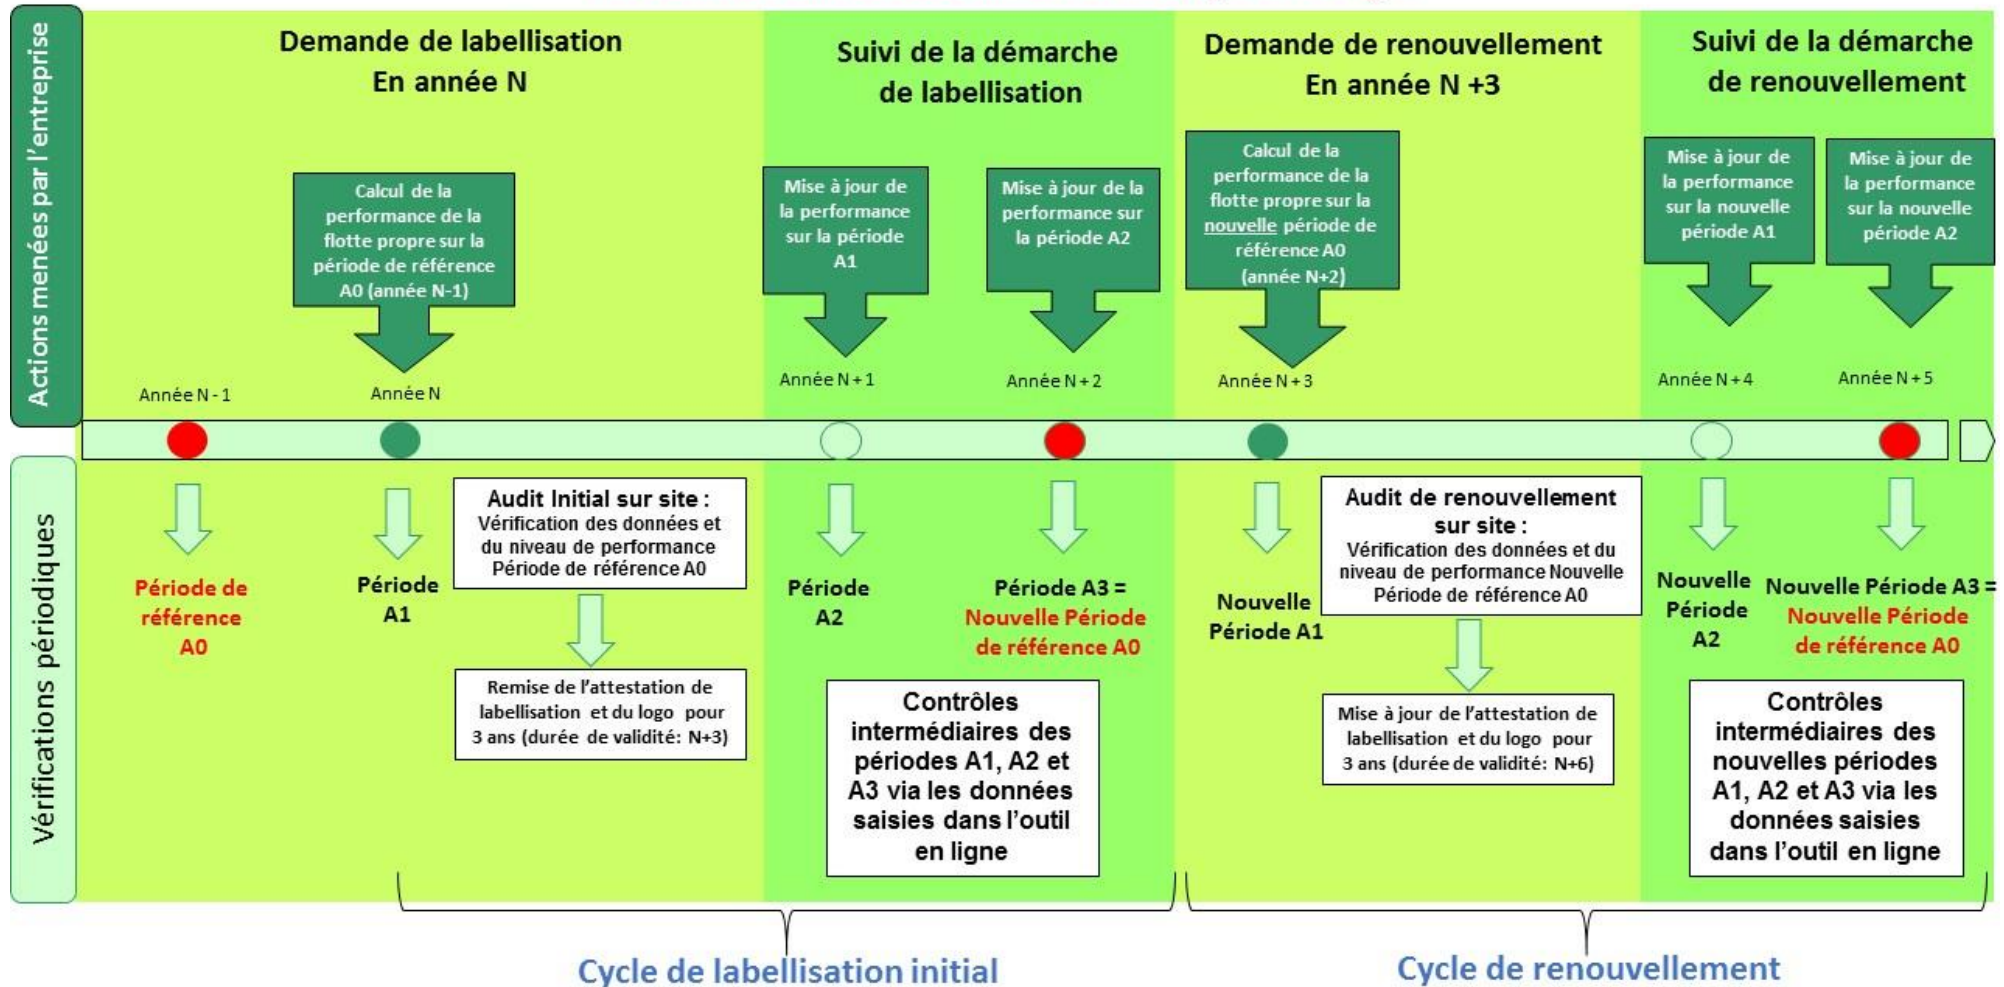 Actions menées par l'entreprise
Demande de labellisation
En année N
Suivi de la démarche
de labellisation
Demande de renouvellement
En année N +3
Suivi de la démarche
de renouvellement
Calcul de la
performance de la
flotte propre sur la
période de référence
A0 (année N-1)
Mise à jour de
la performance
sur la période
A1
Mise à jour de la
performance sur
la période A2
Calcul de la
performance de la
flotte propre sur la
nouvelle période de
référence A0
(année N+2)
Mise à jour de
la performance
sur la nouvelle
période A1
Mise à jour de
la performance
sur la nouvelle
période A2
Année N - 1
Année N
Année N + 1
Année N + 2
Année N + 3
Année N + 4
Année N + 5
Vérifications périodiques
Période de
référence
A0
Période
A1
Audit Initial sur site :
Vérification des données et
du niveau de performance
Période de référence A0
Remise de l'attestation de
labellisation et du logo pour
3 ans (durée de validité: N+3)
Période
A2
Période A3 =
Nouvelle Période
de référence A0
Contrôles
intermédiaires des
périodes A1, A2 et
A3 via les données
saisies dans l'outil
en ligne
Nouvelle
Période A1
Audit de renouvellement
sur site :
Vérification des données et du
niveau de performance Nouvelle
Période de référence A0
Mise à jour de l'attestation de
labellisation et du logo pour
3 ans (durée de validité: N+6)
Nouvelle
Période
A2
Nouvelle Période A3 =
Nouvelle Période
de référence A0
Contrôles
intermédiaires des
nouvelles périodes
A1, A2 et A3 via les
données saisies
dans l'outil en ligne
Cycle de labellisation initial
Cycle de renouvellement